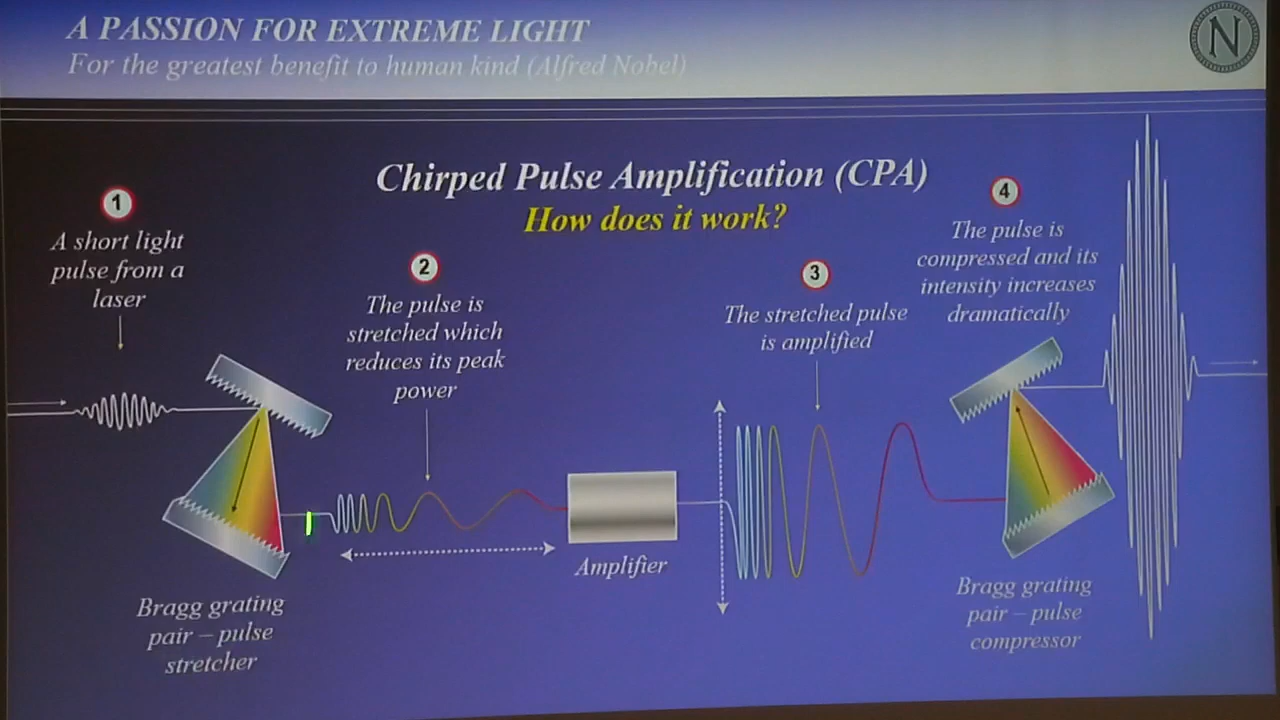 A PASSION FOR EXTREME LIGHT
For the greatest benefit to human kind (Alfred Nobel)
N
Chirped Pulse Amplification (CPA)
How does it work?
1
A short light
pulse from a
laser
2
The pulse is
stretched which
reduces its peak
power
3
The stretched pulse
is amplified
4
The pulse is
compressed and its
intensity increases
dramatically
Amplifier
Bragg grating
pair – pulse
stretcher
Bragg grating
pair – pulse
compressor